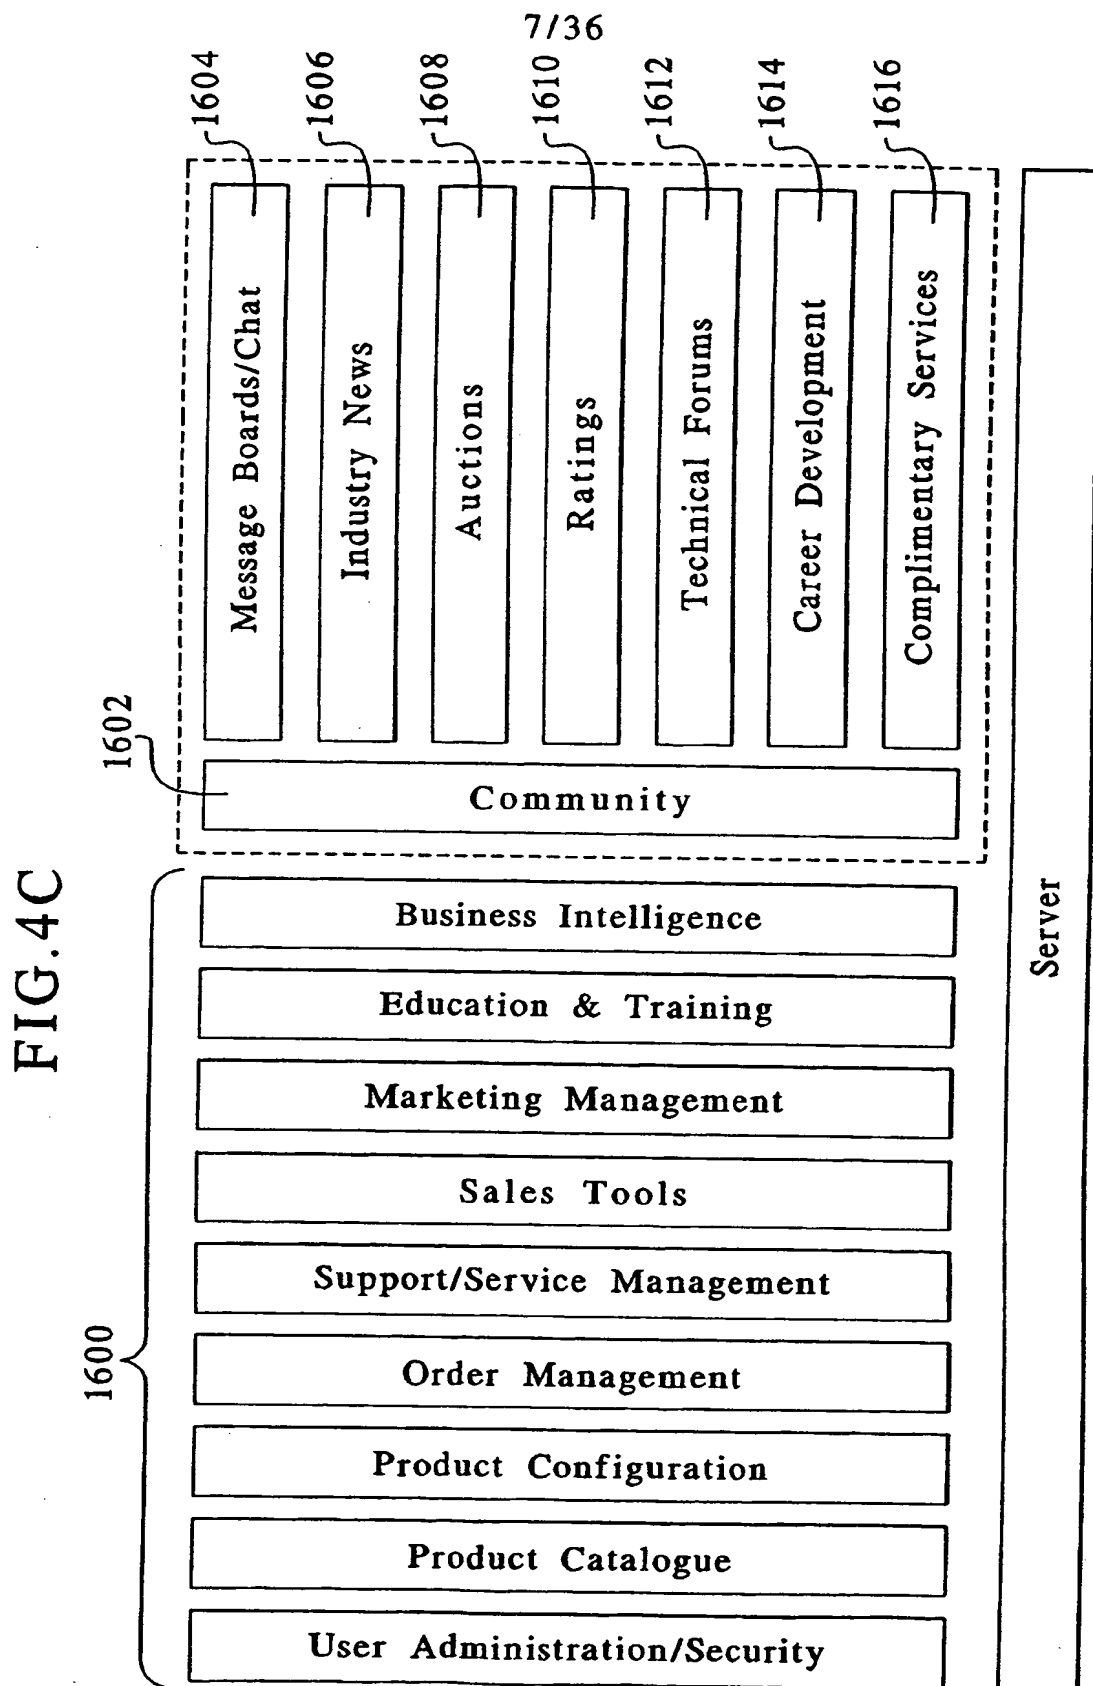 7/36
1604
1606
1608
1610
1612
1614
1616
Message Boards/Chat
Industry News
Auctions
Ratings
Technical Forums
Career Development
Complimentary Services
1602
Community
FIG.4C
Business Intelligence
Education & Training
Marketing Management
Sales Tools
Support/Service Management
1600
Order Management
Product Configuration
Product Catalogue
User Administration/Security
Server